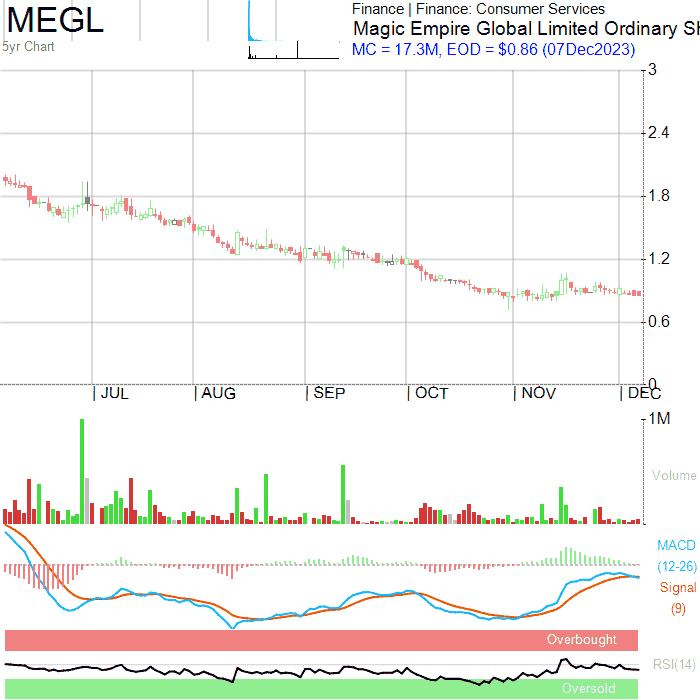 MEGL
5yr Chart
Finance | Finance: Consumer Services
Magic Empire Global Limited Ordinary Sh
MC = 17.3M, EOD = $0.86 (07Dec2023)
3
2.4
1.8
1.2
0.6
0
JUL AUG SEP OCT NOV DEC
1M
Volume
MACD
(12-26)
Signal
(9)
Overbought
RSI(14)
Oversold